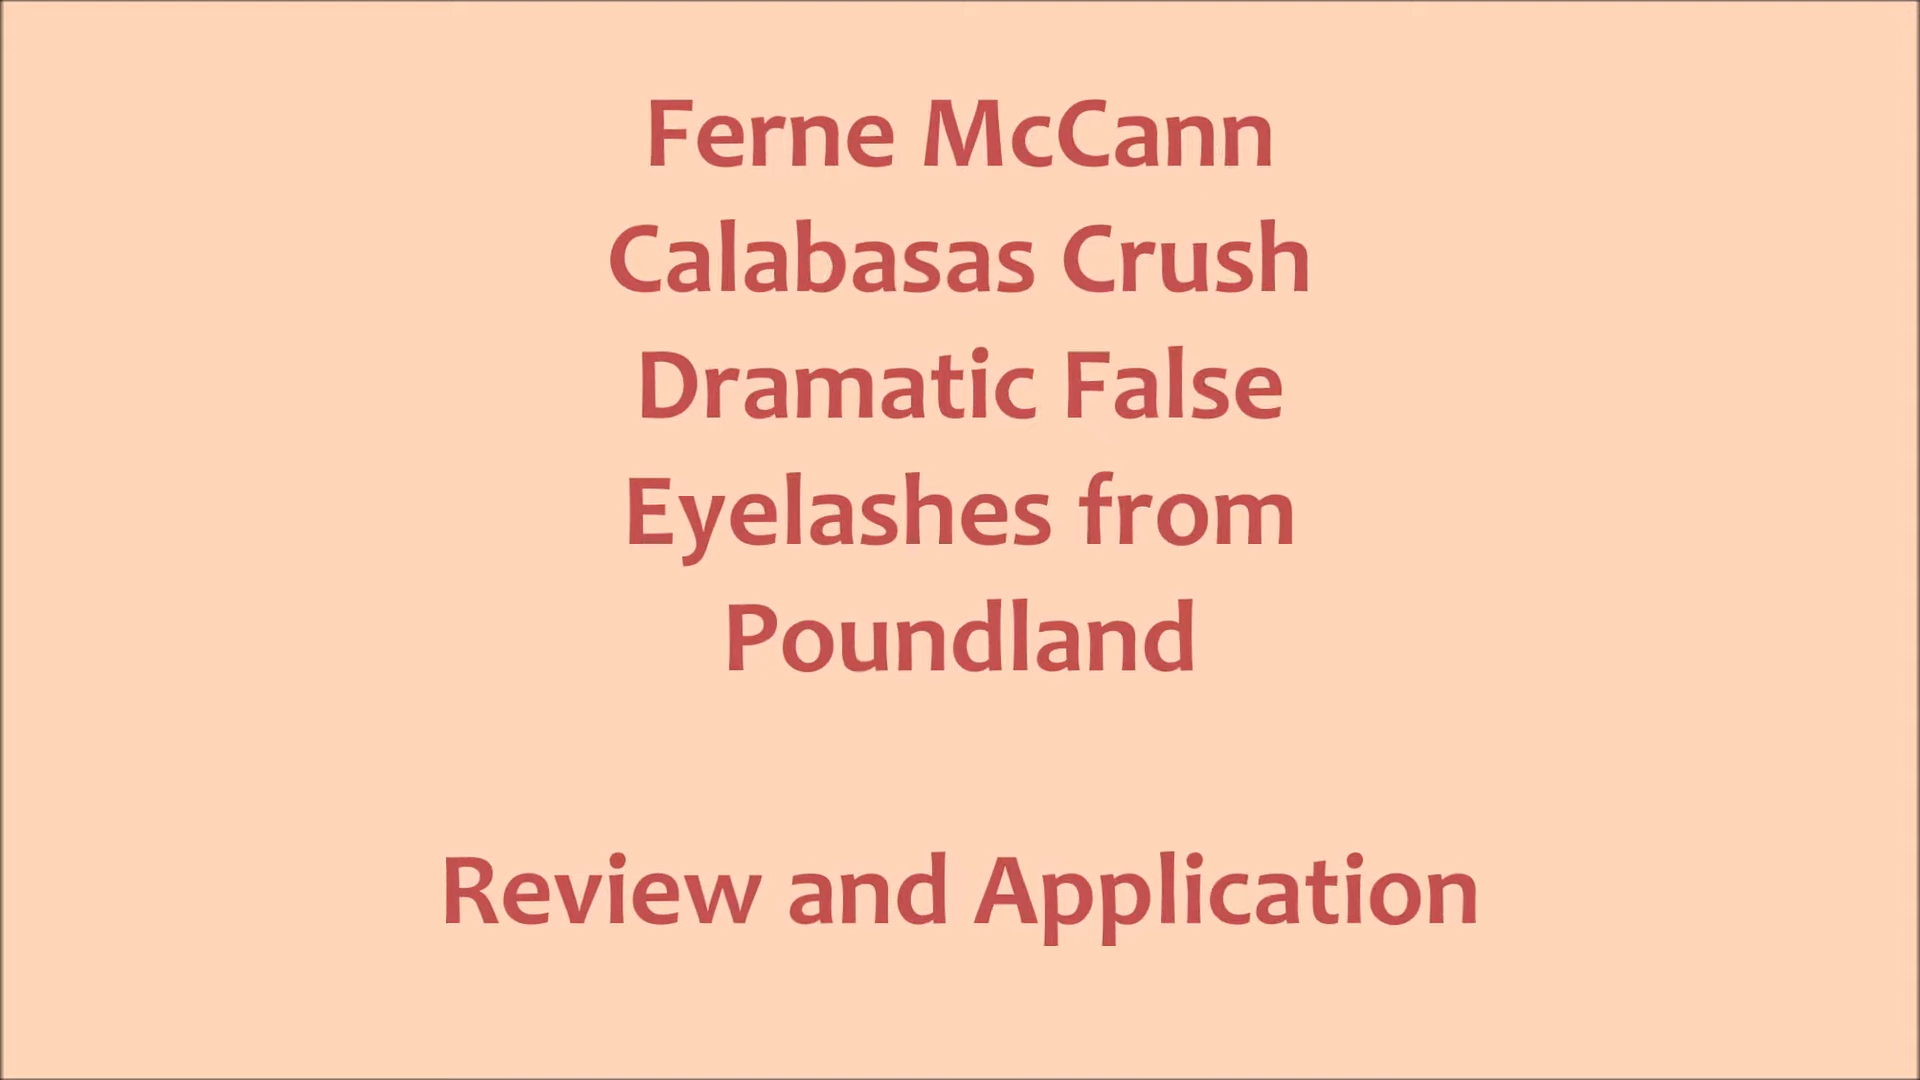 Ferne McCann
Calabasas Crush
Dramatic False
Eyelashes from
Poundland
Review and Application